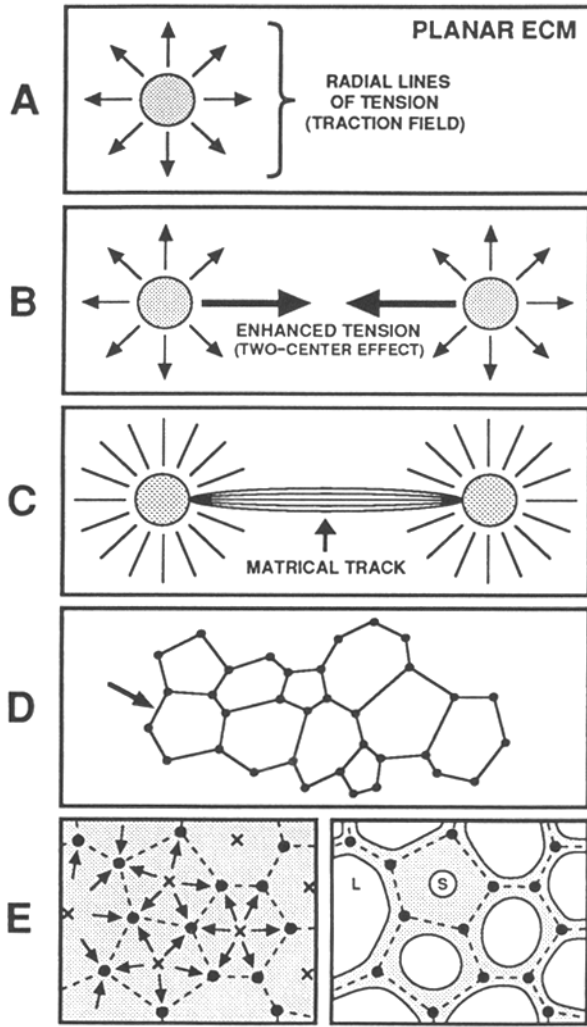 A
PLANAR ECM
RADIAL LINES
OF TENSION
(TRACTION FIELD)
B
ENHANCED TENSION
(TWO-CENTER EFFECT)
C
MATRICAL TRACK
D
E
L
S